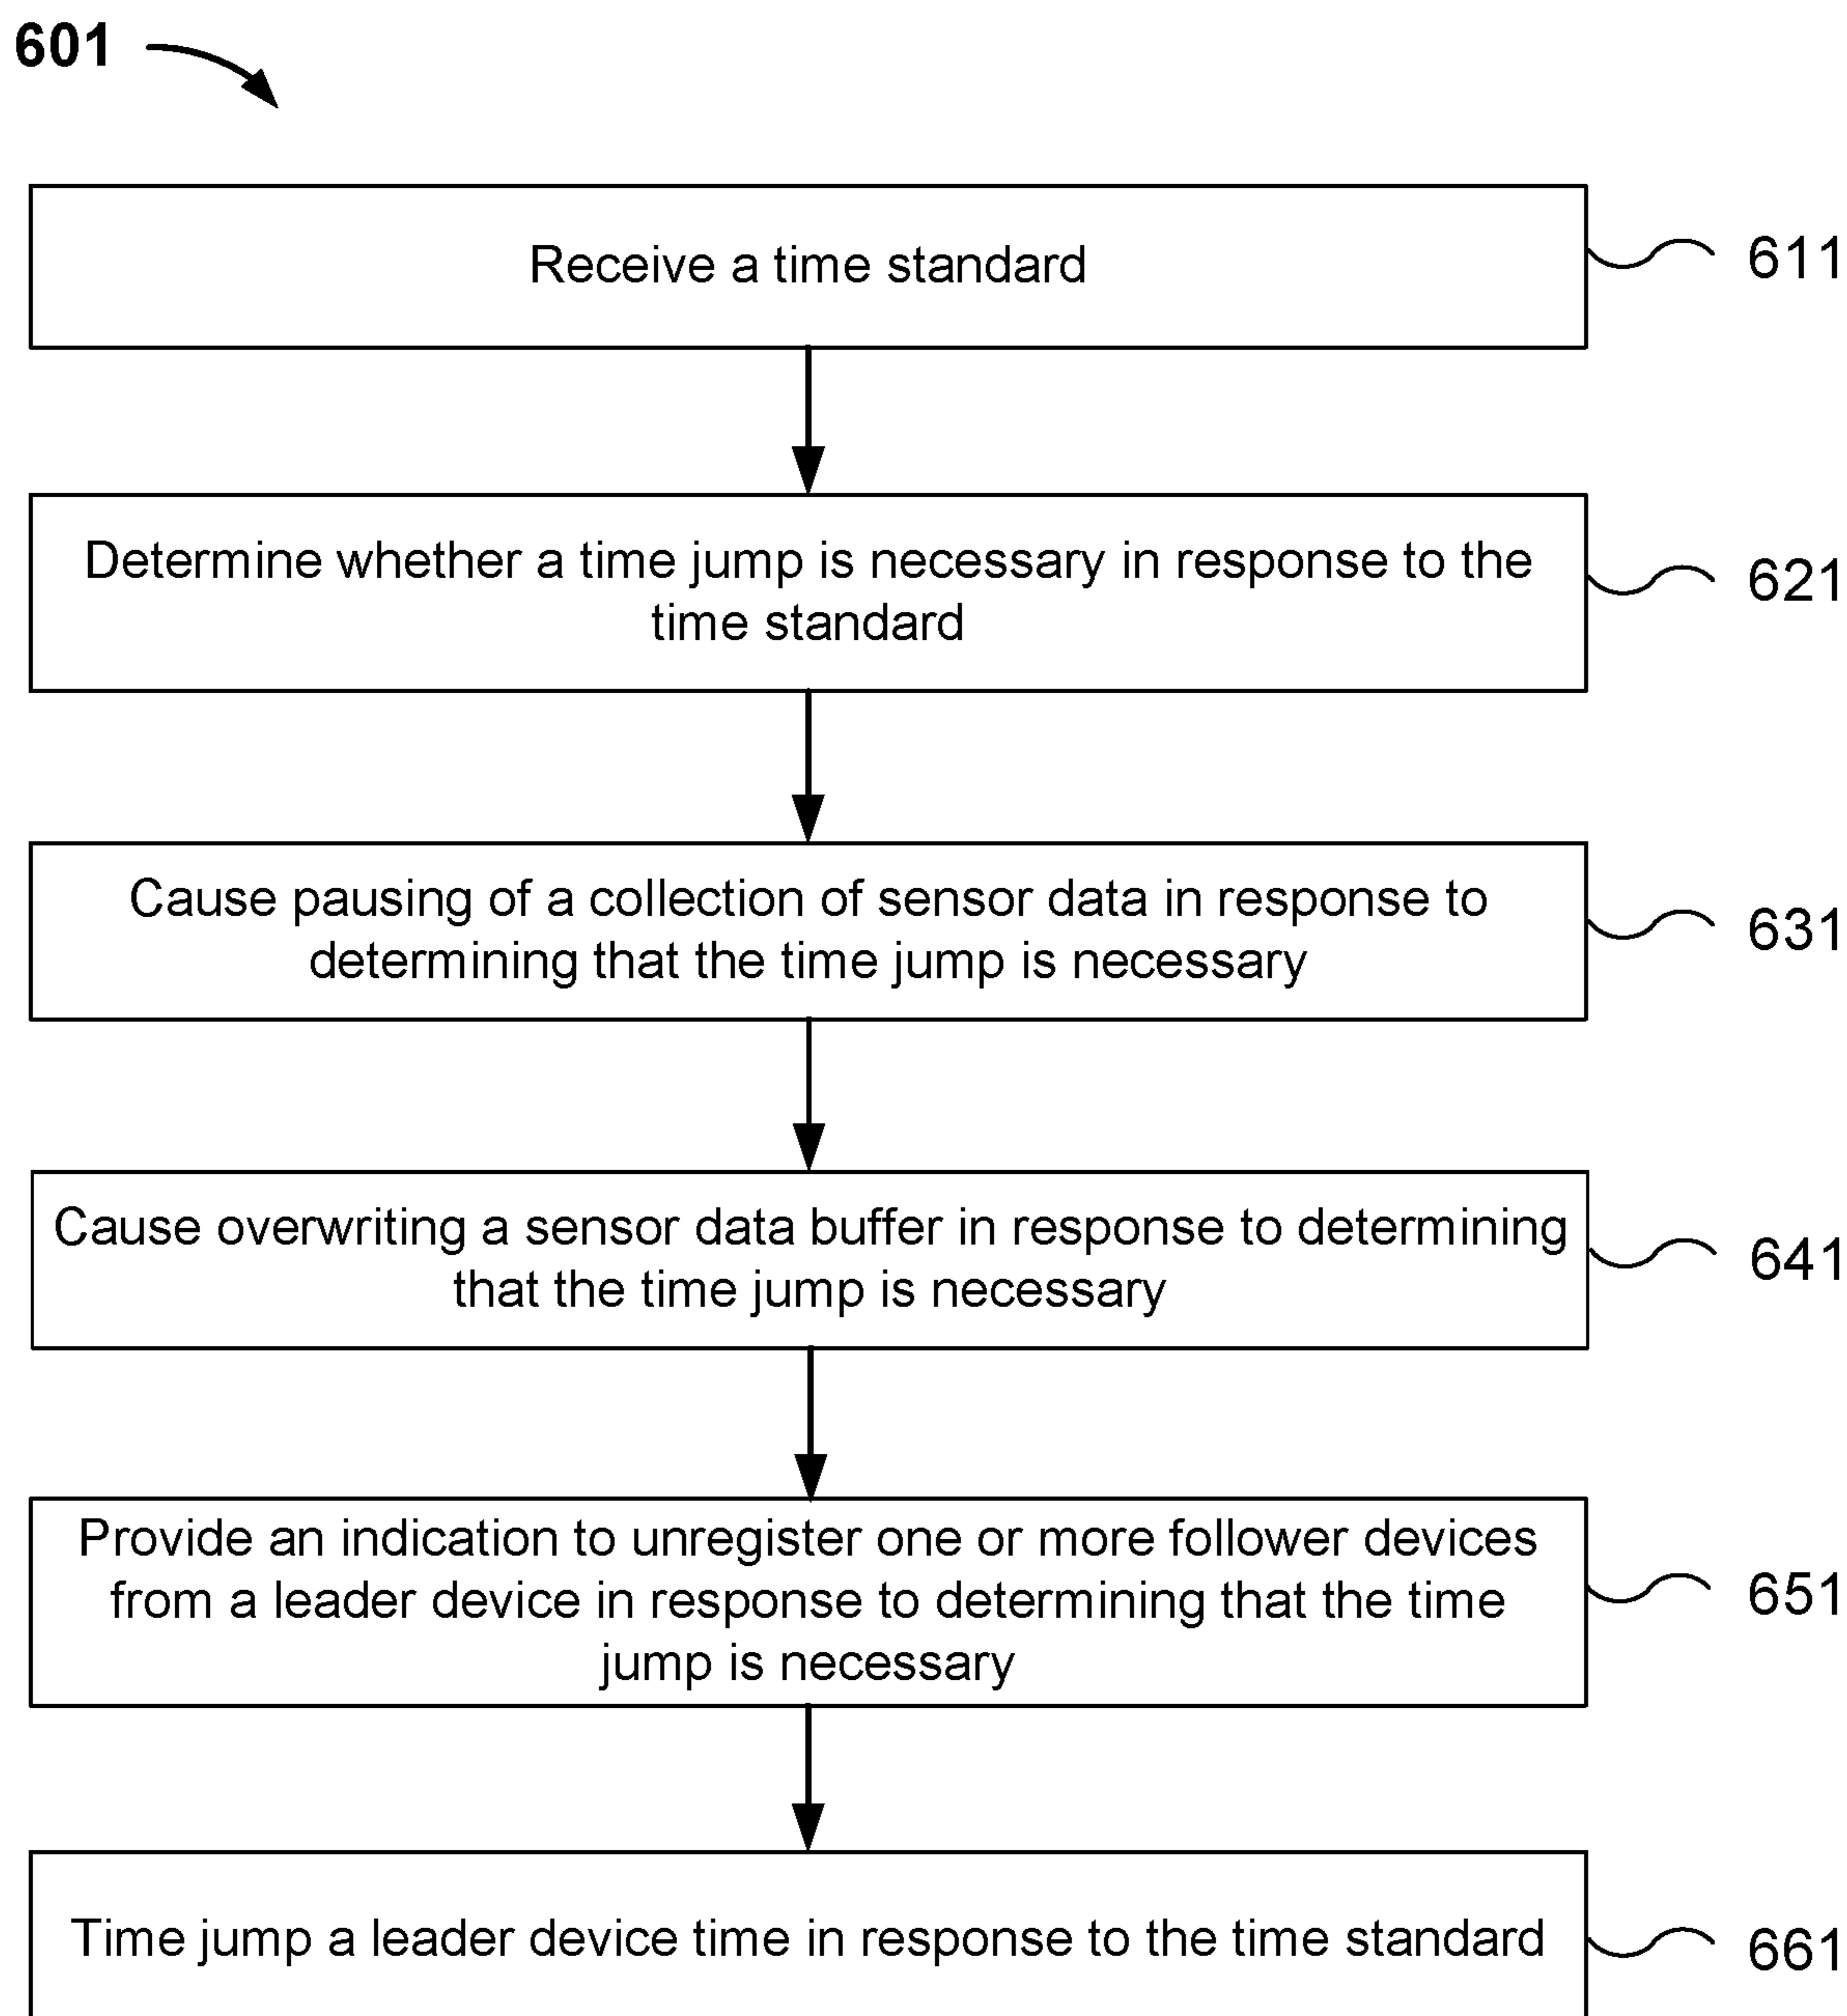 601
Receive a time standard
611
Determine whether a time jump is necessary in response to the
time standard
621
Cause pausing of a collection of sensor data in response to
determining that the time jump is necessary
631
Cause overwriting a sensor data buffer in response to determining
that the time jump is necessary
641
Provide an indication to unregister one or more follower devices
from a leader device in response to determining that the time
jump is necessary
651
Time jump a leader device time in response to the time standard
661